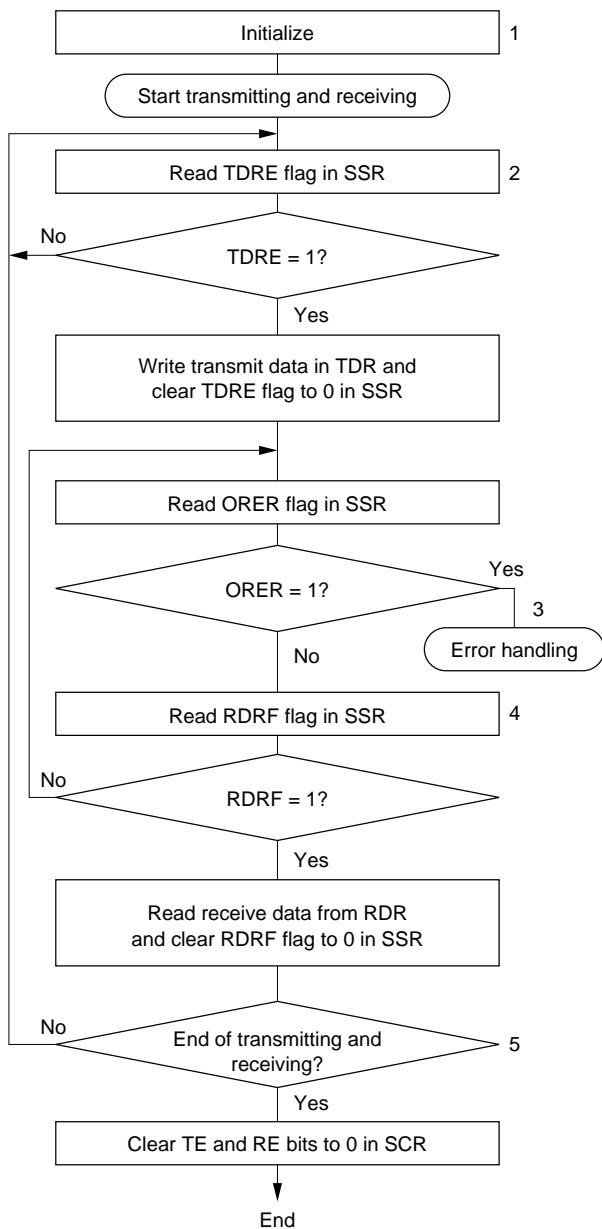 Initialize
1
Start transmitting and receiving
Read TDRE flag in SSR
2
No
TDRE = 1?
Yes
Write transmit data in TDR and
clear TDRE flag to 0 in SSR
Read ORER flag in SSR
Yes
ORER = 1?
3
Error handling
No
Read RDRF flag in SSR
4
No
RDRF = 1?
Yes
Read receive data from RDR
and clear RDRF flag to 0 in SSR
No
End of transmitting and
receiving?
5
Yes
Clear TE and RE bits to 0 in SCR
End